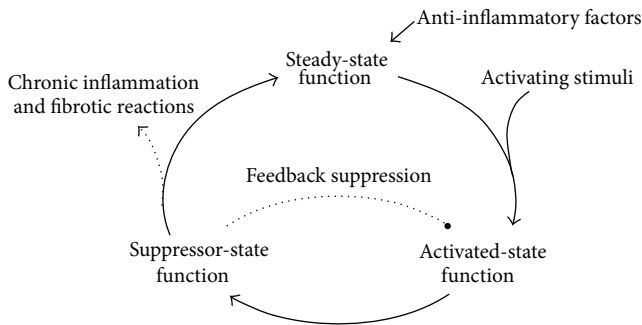 Anti-inflammatory factors
Steady-state
function
Chronic inflammation
and fibrotic reactions
Activating stimuli
Feedback suppression
Suppressor-state
function
Activated-state
function